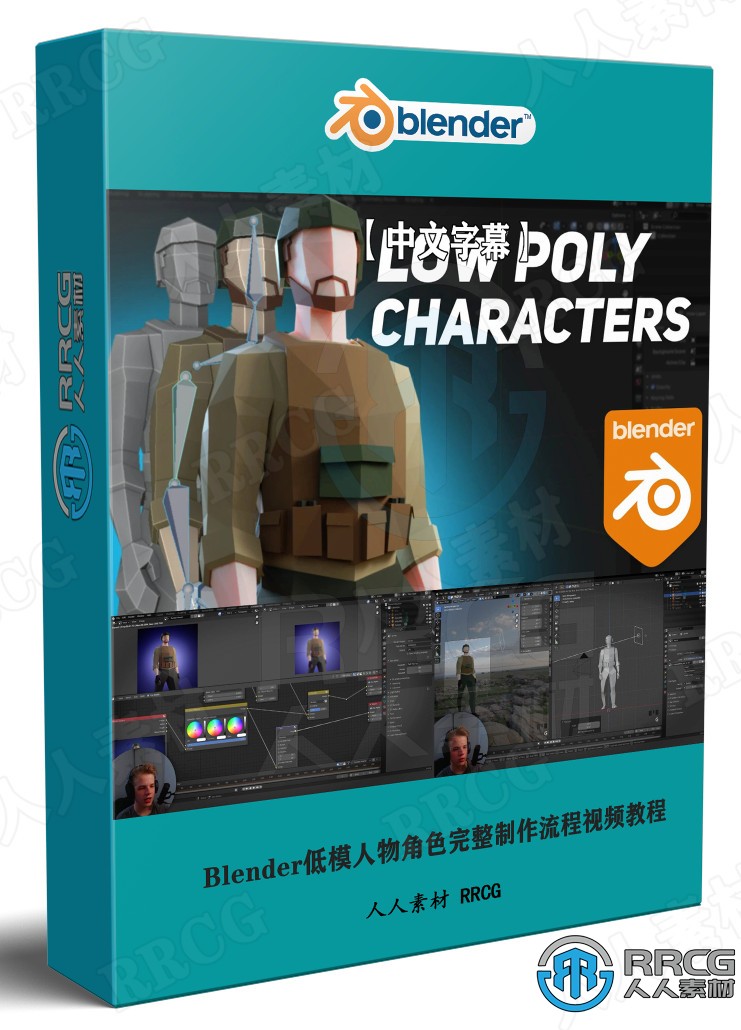 blender™
【中文字幕】
LOW POLY
CHARACTERS
blender
RRCG
人人素材
Blender低模人物角色完整制作流程视频教程
人人素材 RRCG
RRCG
人人素材